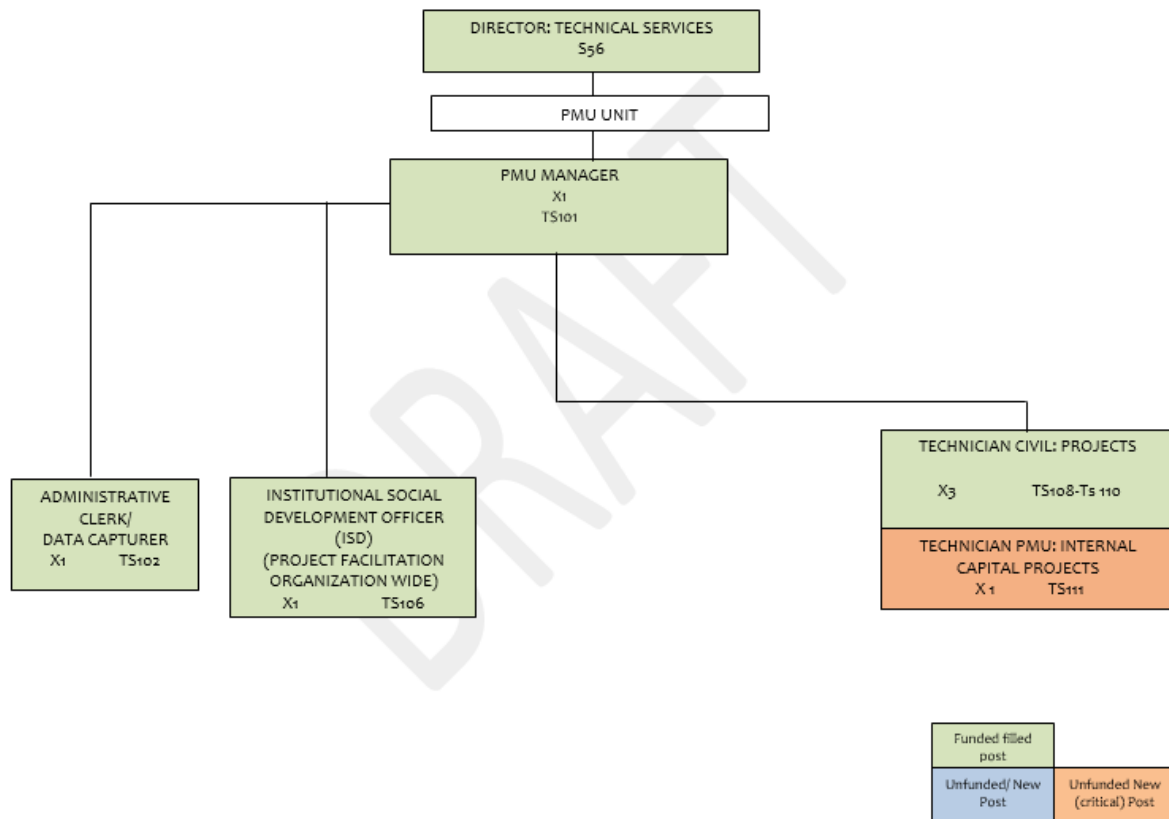 DIRECTOR: TECHNICAL SERVICES
S56
PMU UNIT
PMU MANAGER
X1
TS101
ADMINISTRATIVE
CLERK/
DATA CAPTURER
X1 TS102
INSTITUTIONAL SOCIAL
DEVELOPMENT OFFICER
(ISD)
(PROJECT FACILITATION
ORGANIZATION WIDE)
X1 TS106
TECHNICIAN CIVIL: PROJECTS
X3 TS108-Ts 110
TECHNICIAN PMU: INTERNAL
CAPITAL PROJECTS
X 1 TS111
DRAFT
Funded filled
post
Unfunded/ New
Post
Unfunded New
(critical) Post